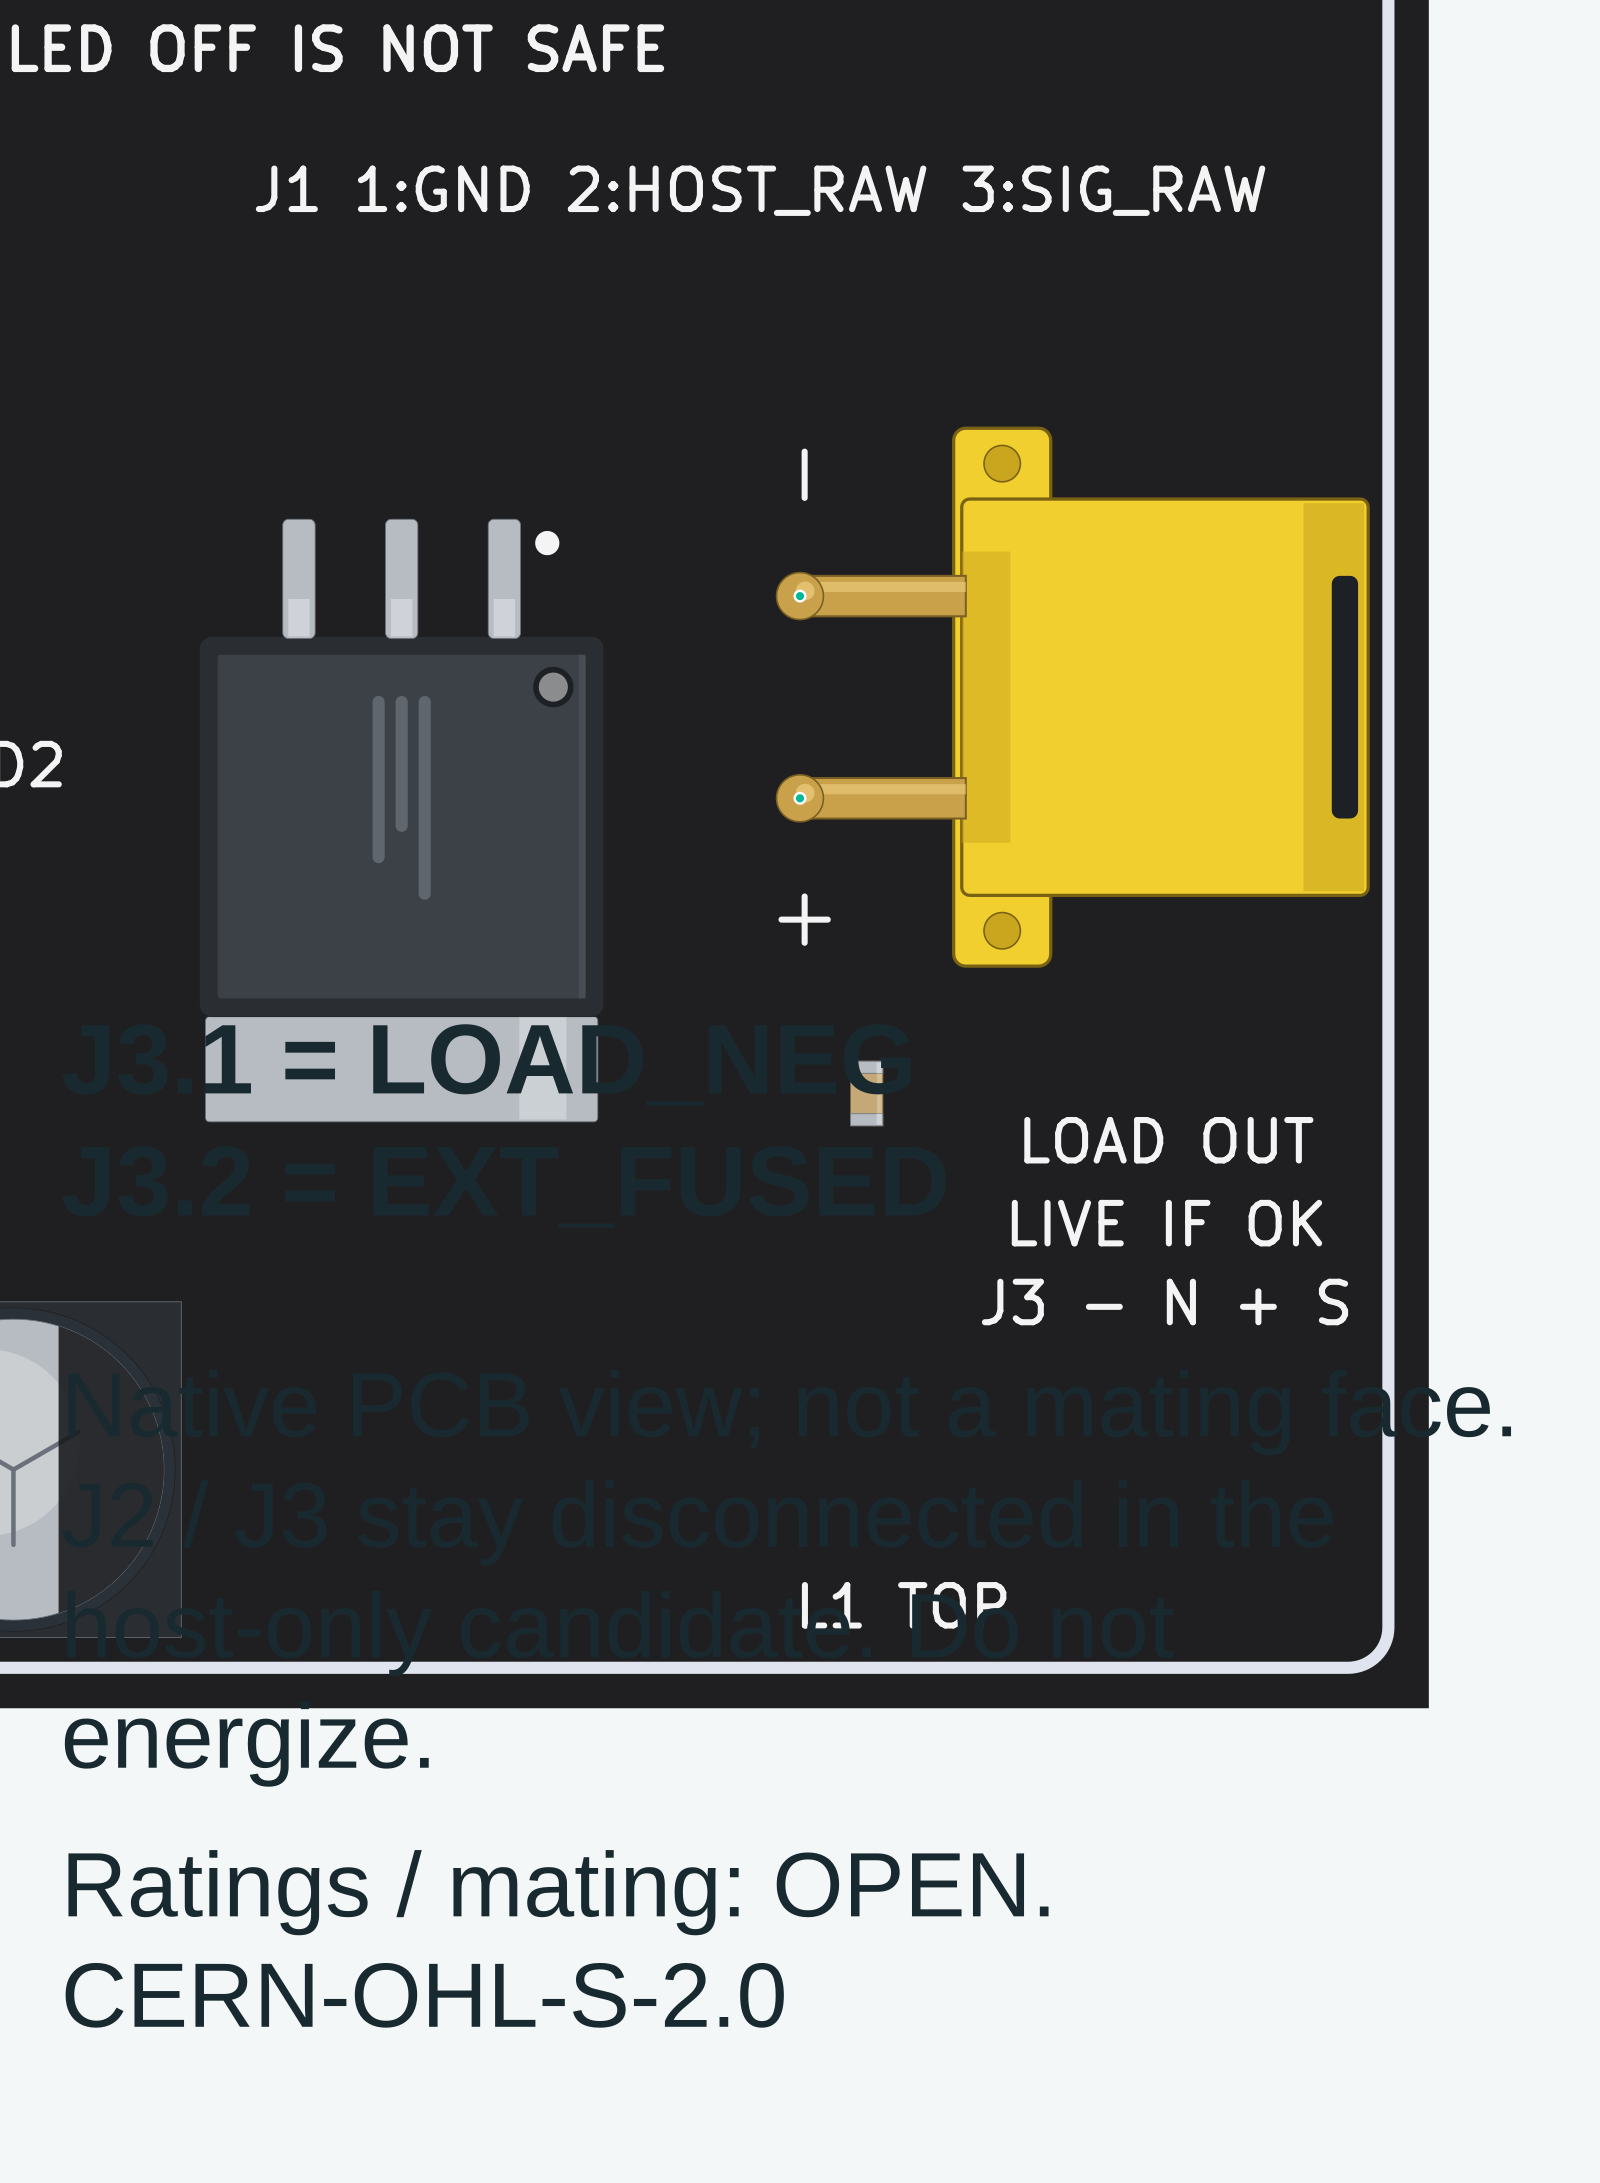 LED OFF IS NOT SAFE
J1 1:GND 2:HOST_RAW 3:SIG_RAW
|
D2
+
J3.1 = LOAD_NEG
LOAD OUT
J3.2 = EXT_FUSED
LIVE IF OK
J3 - N + S
Native PCB view; not a mating face.
J2 / J3 stay disconnected in the
L1 TOP
host-only candidate. Do not
energize.
Ratings / mating: OPEN.
CERN-OHL-S-2.0